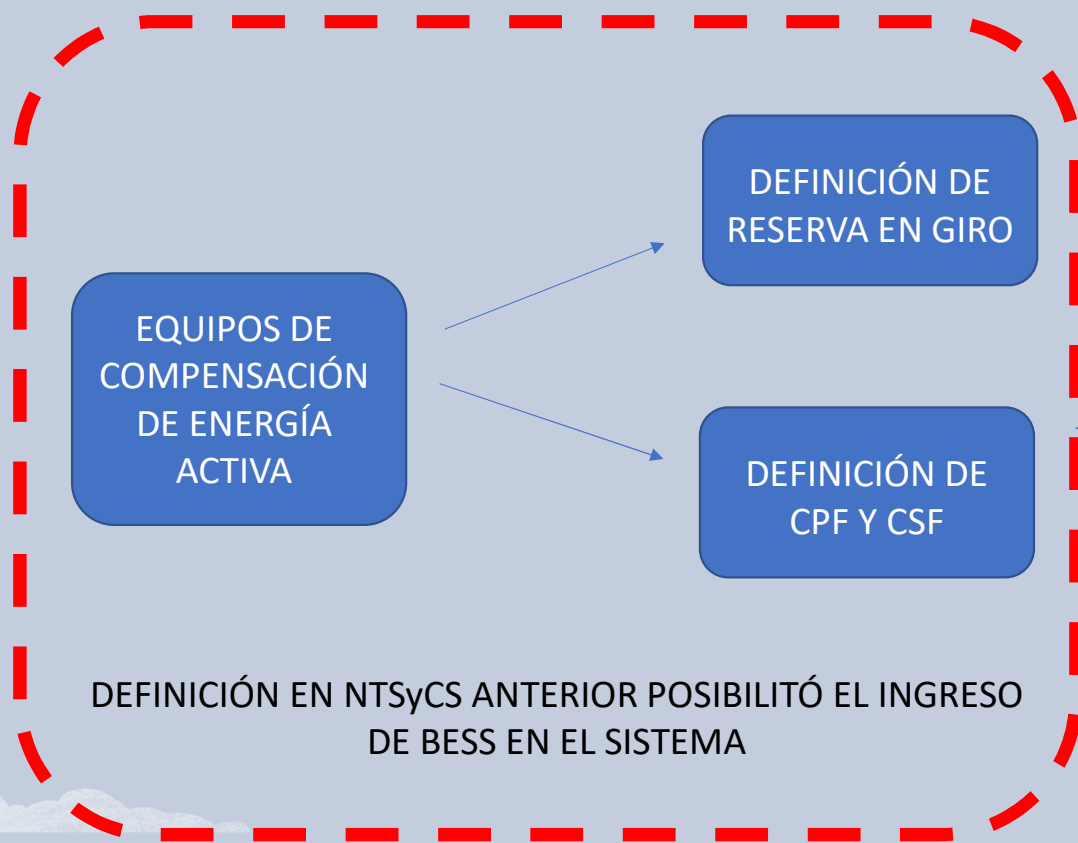 DEFINICIÓN DE
RESERVA EN GIRO
EQUIPOS DE
COMPENSACIÓN
DE ENERGÍA
ACTIVA
DEFINICIÓN DE
CPF Y CSF
DEFINICIÓN EN NTSyCS ANTERIOR POSIBILITÓ EL INGRESO
DE BESS EN EL SISTEMA